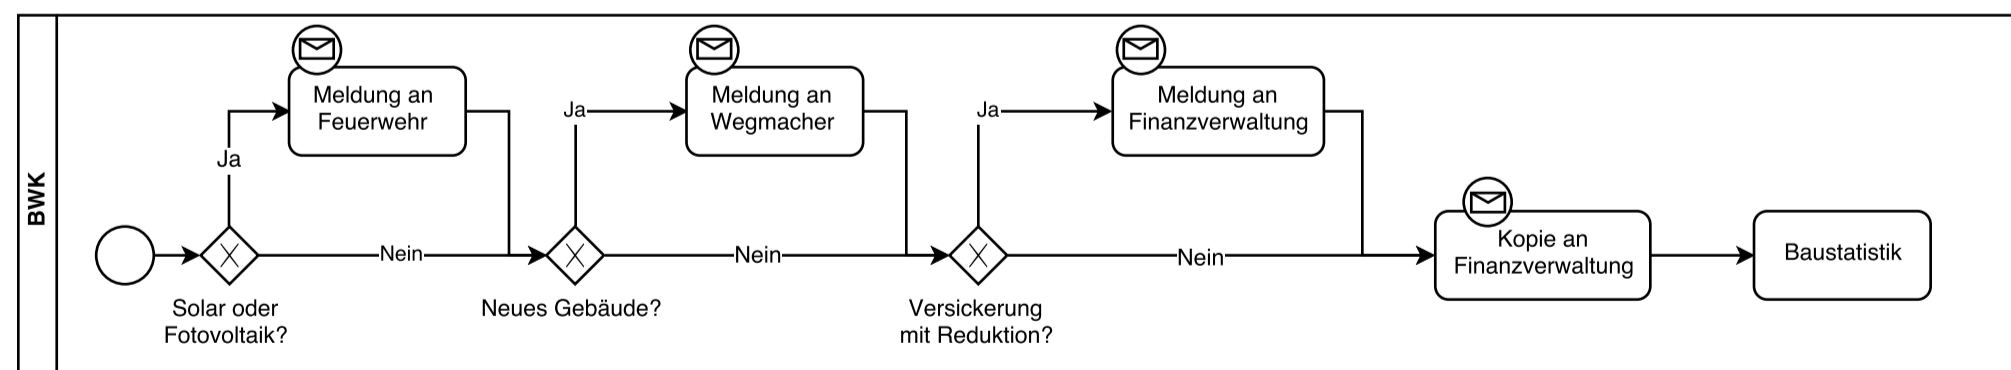 BWK
Ja
Meldung an
Feuerwehr
Nein
Solar oder
Fotovoltaik?
Ja
Meldung an
Wegmacher
Nein
Neues Gebäude?
Ja
Meldung an
Finanzverwaltung
Nein
Versickerung
mit Reduktion?
Kopie an
Finanzverwaltung
Baustatistik